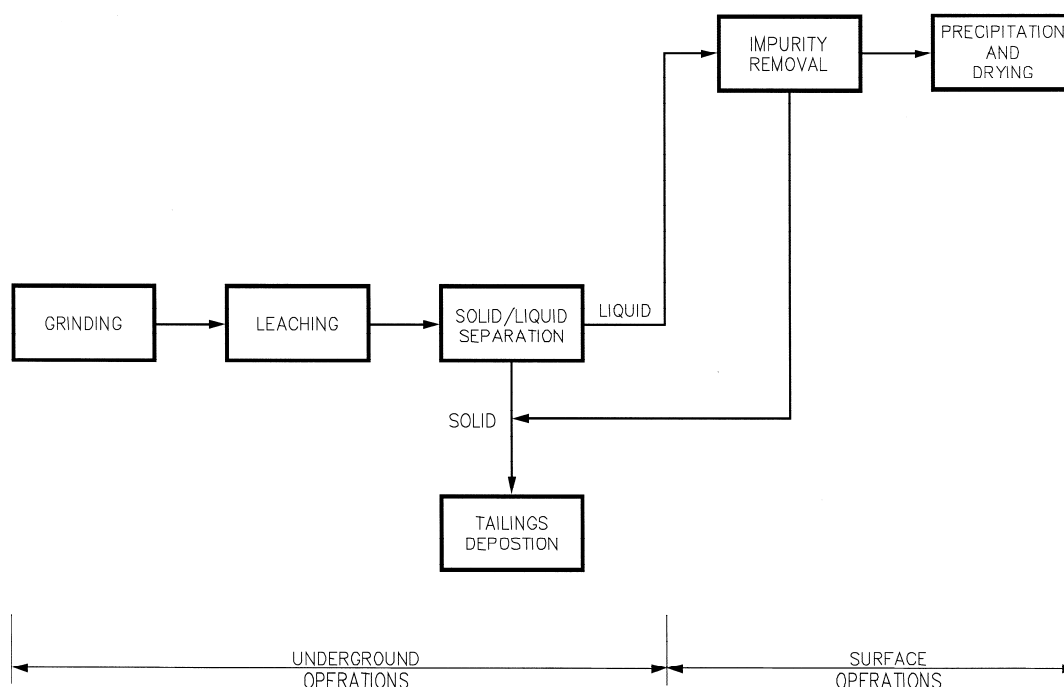 IMPURITY
REMOVAL
PRECIPITATION
AND
DRYING
GRINDING
LEACHING
SOLID/LIQUID
SEPARATION
LIQUID
SOLID
TAILINGS
DEPOSTION
UNDERGROUND
OPERATIONS
SURFACE
OPERATIONS